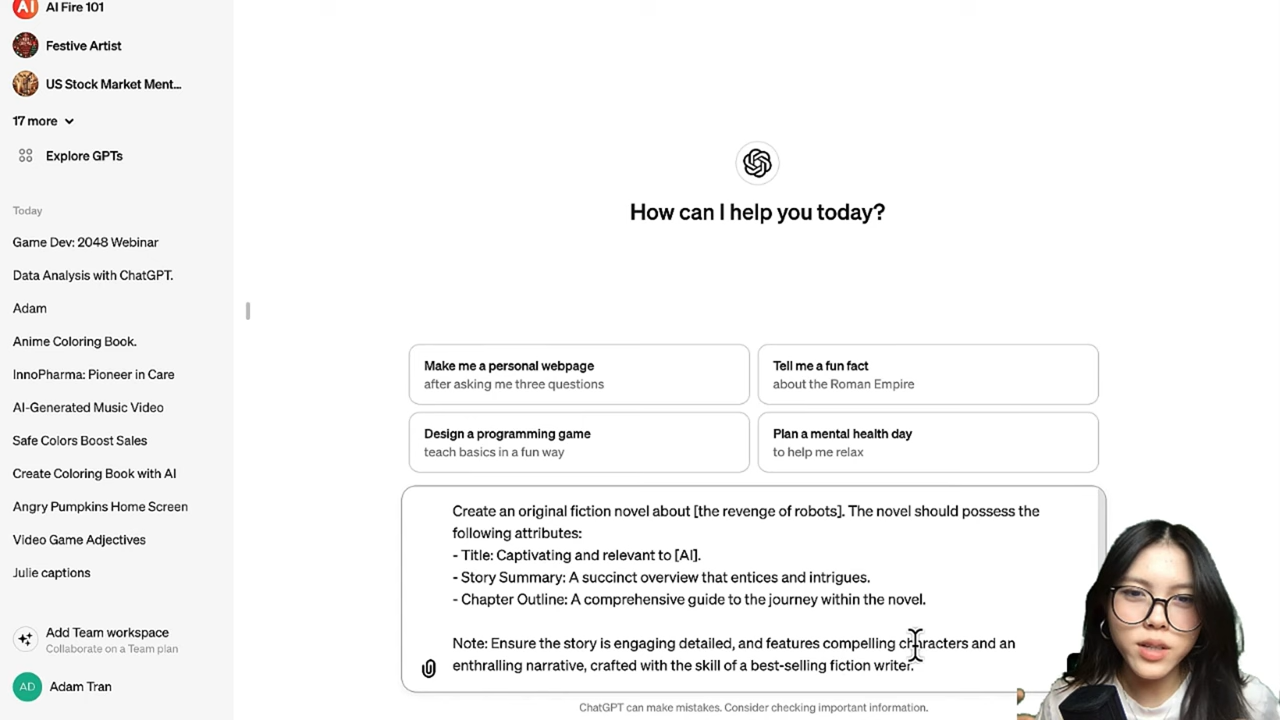 AI
AI Fire 101
Festive Artist
US Stock Market Ment...
17 more
Explore GPTs
Today
Game Dev: 2048 Webinar
Data Analysis with ChatGPT.
Adam
Anime Coloring Book.
InnoPharma: Pioneer in Care
AI-Generated Music Video
Safe Colors Boost Sales
Create Coloring Book with AI
Angry Pumpkins Home Screen
Video Game Adjectives
Julie captions
Add Team workspace
Collaborate on a Team plan
AD
Adam Tran
How can I help you today?
Make me a personal webpage
after asking me three questions
Tell me a fun fact
about the Roman Empire
Design a programming game
teach basics in a fun way
Plan a mental health day
to help me relax
Create an original fiction novel about [the revenge of robots]. The novel should possess the
following attributes:
- Title: Captivating and relevant to [AI].
- Story Summary: A succinct overview that entices and intrigues.
- Chapter Outline: A comprehensive guide to the journey within the novel.
Note: Ensure the story is engaging detailed, and features compelling characters and an
enthralling narrative, crafted with the skill of a best-selling fiction writer.
ChatGPT can make mistakes. Consider checking important information.